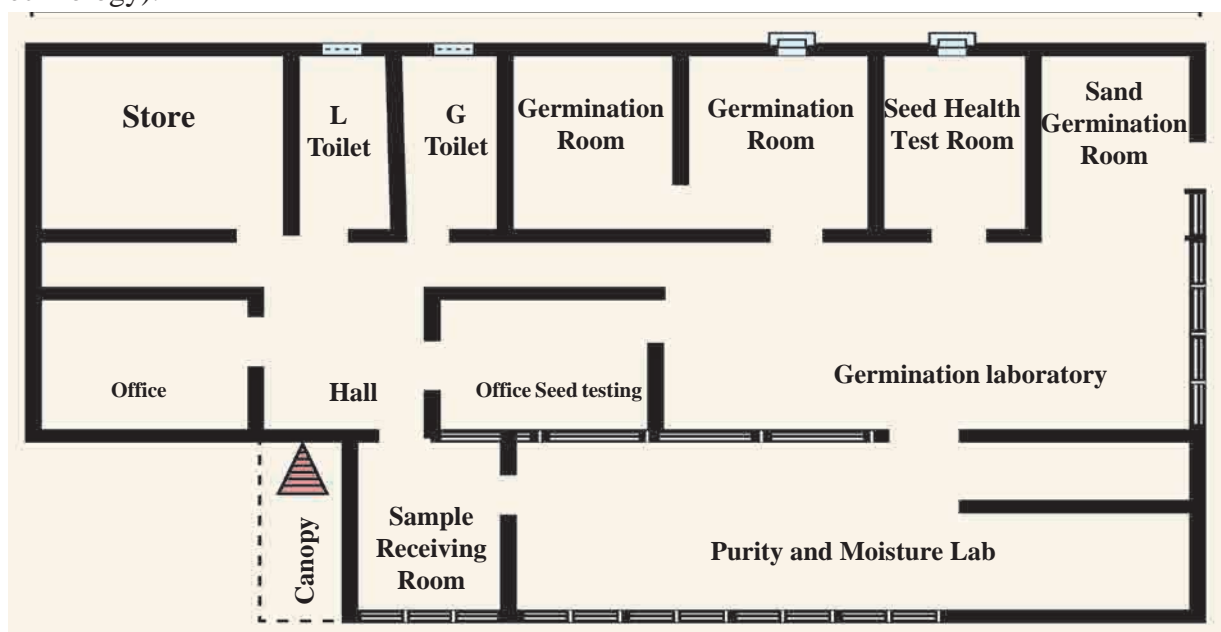 Store
L
Toilet
G
Toilet
Germination
Room
Germination
Room
Seed Health
Test Room
Sand
Germination
Room
Office
Hall
Office Seed testing
Germination laboratory
Canopy
Sample
Receiving
Room
Purity and Moisture Lab